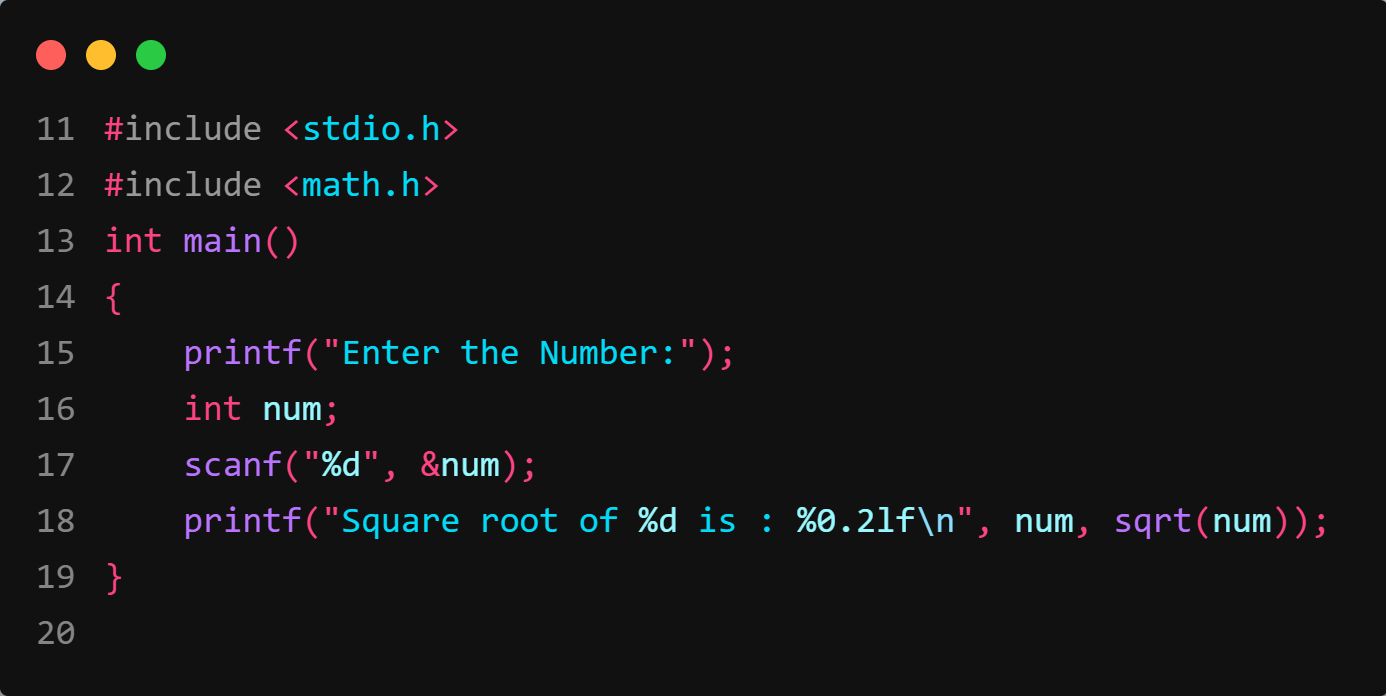 11 #include <stdio.h>
12 #include <math.h>
13 int main()
14 {
15     printf("Enter the Number:");
16     int num;
17     scanf("%d", &num);
18     printf("Square root of %d is : %0.2lf\n", num, sqrt(num));
19 }
20